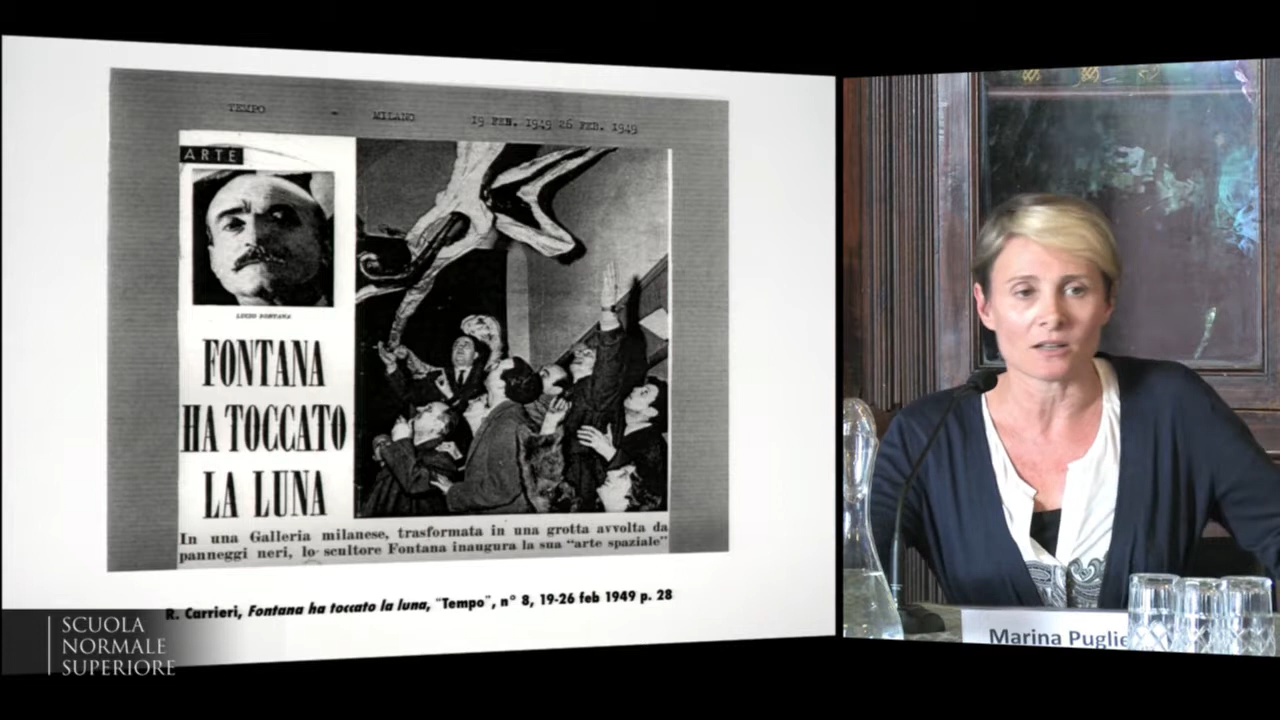 TEMPO - MILANO 19 FEB. 1949 26 FEB. 1949
ARTE
LUCIO FONTANA
FONTANA
HA TOCCATO
LA LUNA
In una Galleria milanese, trasformata in una grotta avvolta da
panneggi neri, lo scultore Fontana inaugura la sua "arte spaziale"
R. Carrieri, Fontana ha toccato la luna, "Tempo", n° 8, 19-26 feb 1949 p. 28
SCUOLA
NORMALE
SUPERIORE
Marina Puglie